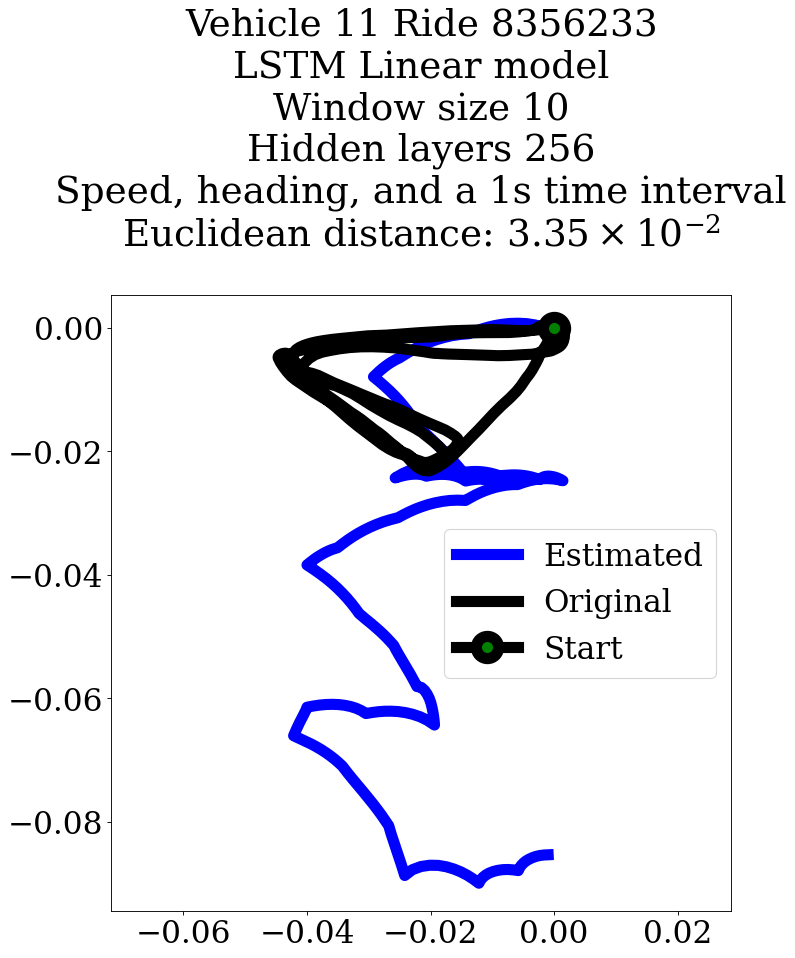 Vehicle 11 Ride 8356233
LSTM Linear model
Window size 10
Hidden layers 256
Speed, heading, and a 1s time interval
Euclidean distance: 3.35 × 10⁻²
0.00
−0.02
−0.04
−0.06
−0.08
Estimated
Original
Start
−0.06 −0.04 −0.02 0.00 0.02